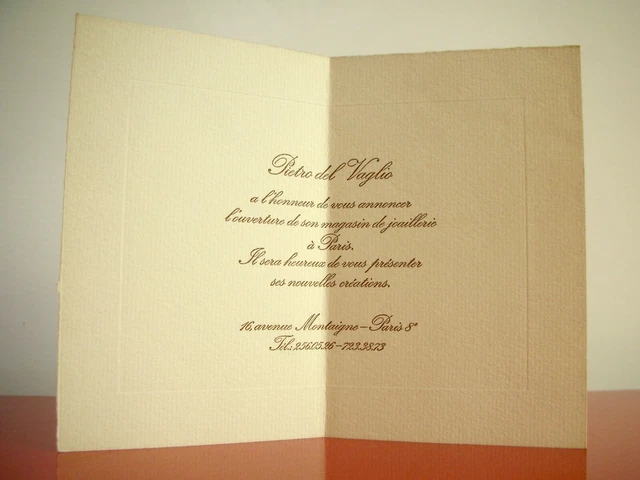 Pietro del Vaglio
a l'honneur de vous annoncer
l'ouverture de son magasin de joaillerie
à Paris.
Il sera heureux de vous présenter
ses nouvelles créations.
16, avenue Montaigne - Paris 8e
Tél.: 256.05.26 - 723.38.73